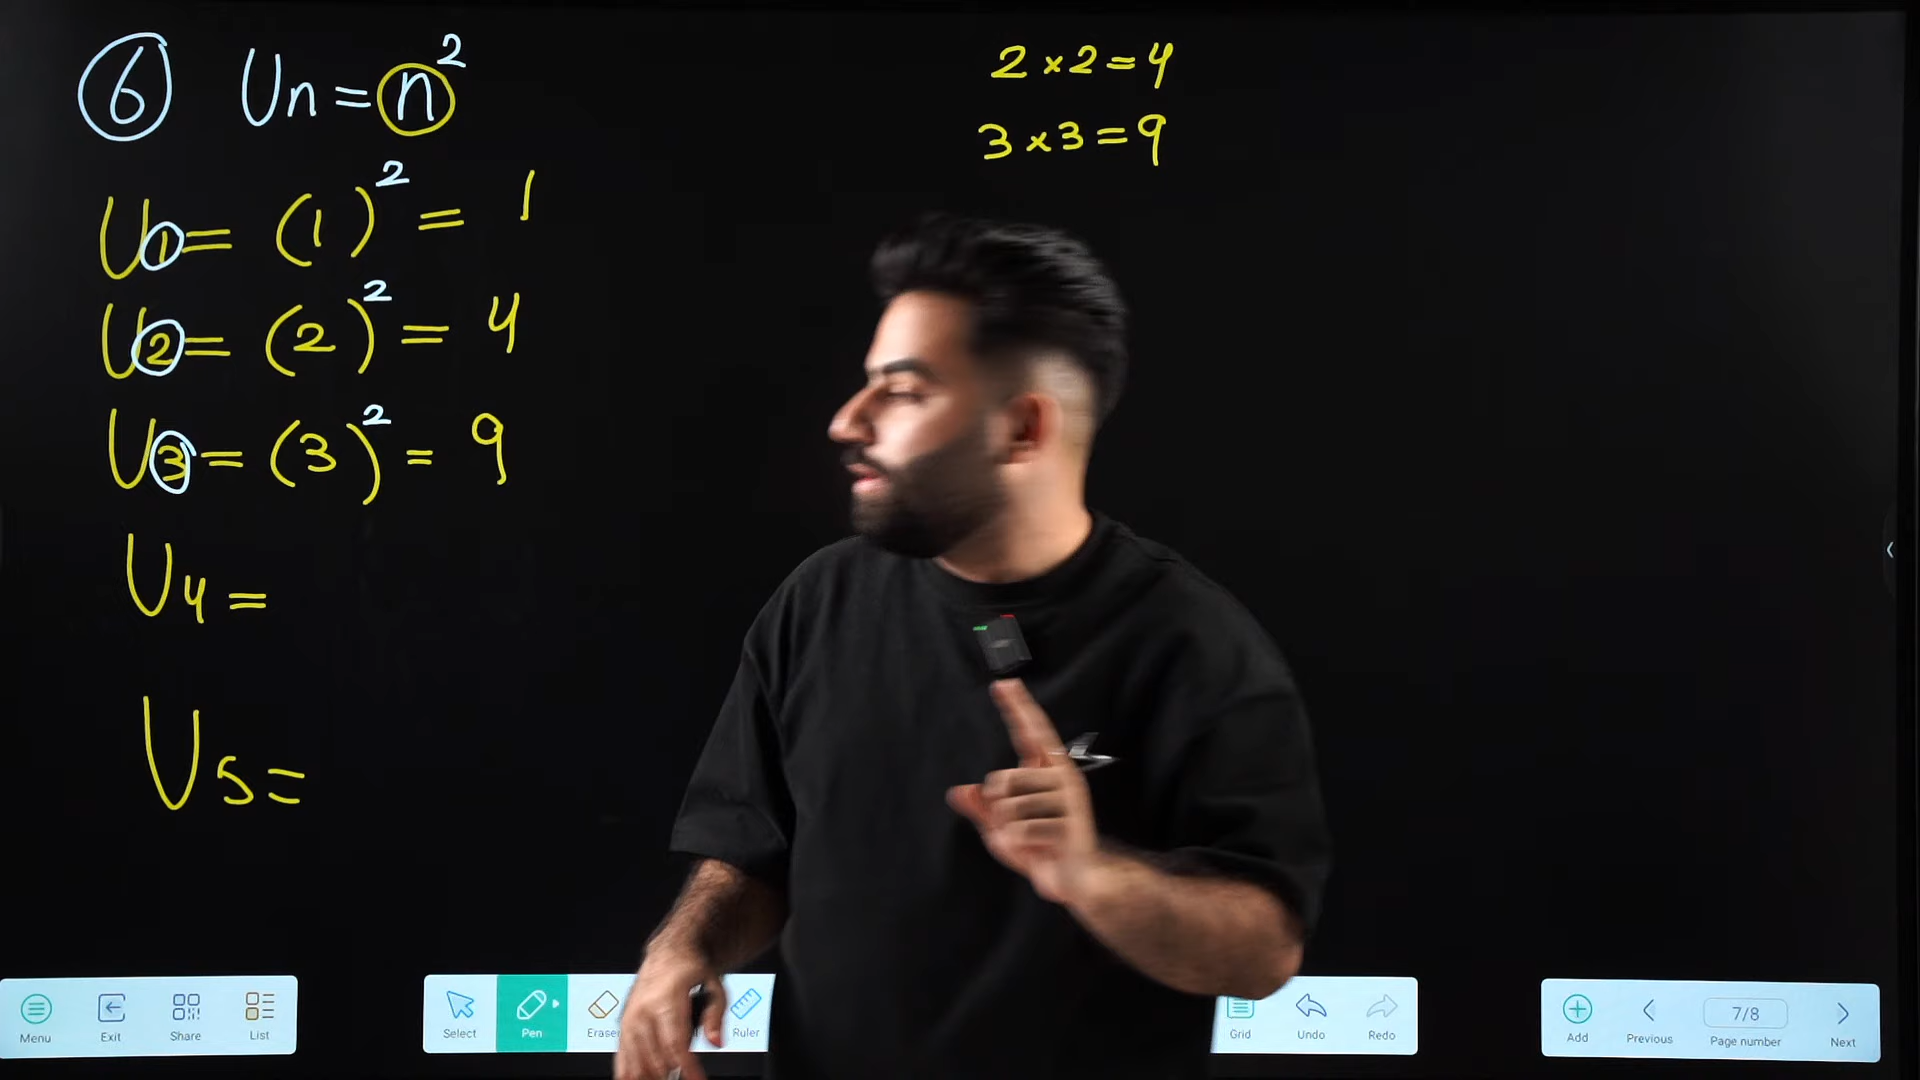 ⑥ Un = n²
2 × 2 = 4
3 × 3 = 9
U1 = (1)² = 1
U2 = (2)² = 4
U3 = (3)² = 9
U4 =
U5 =
Menu Exit Share List Select Pen Eraser Ruler Grid Undo Redo Add Previous 7/8 Page number Next